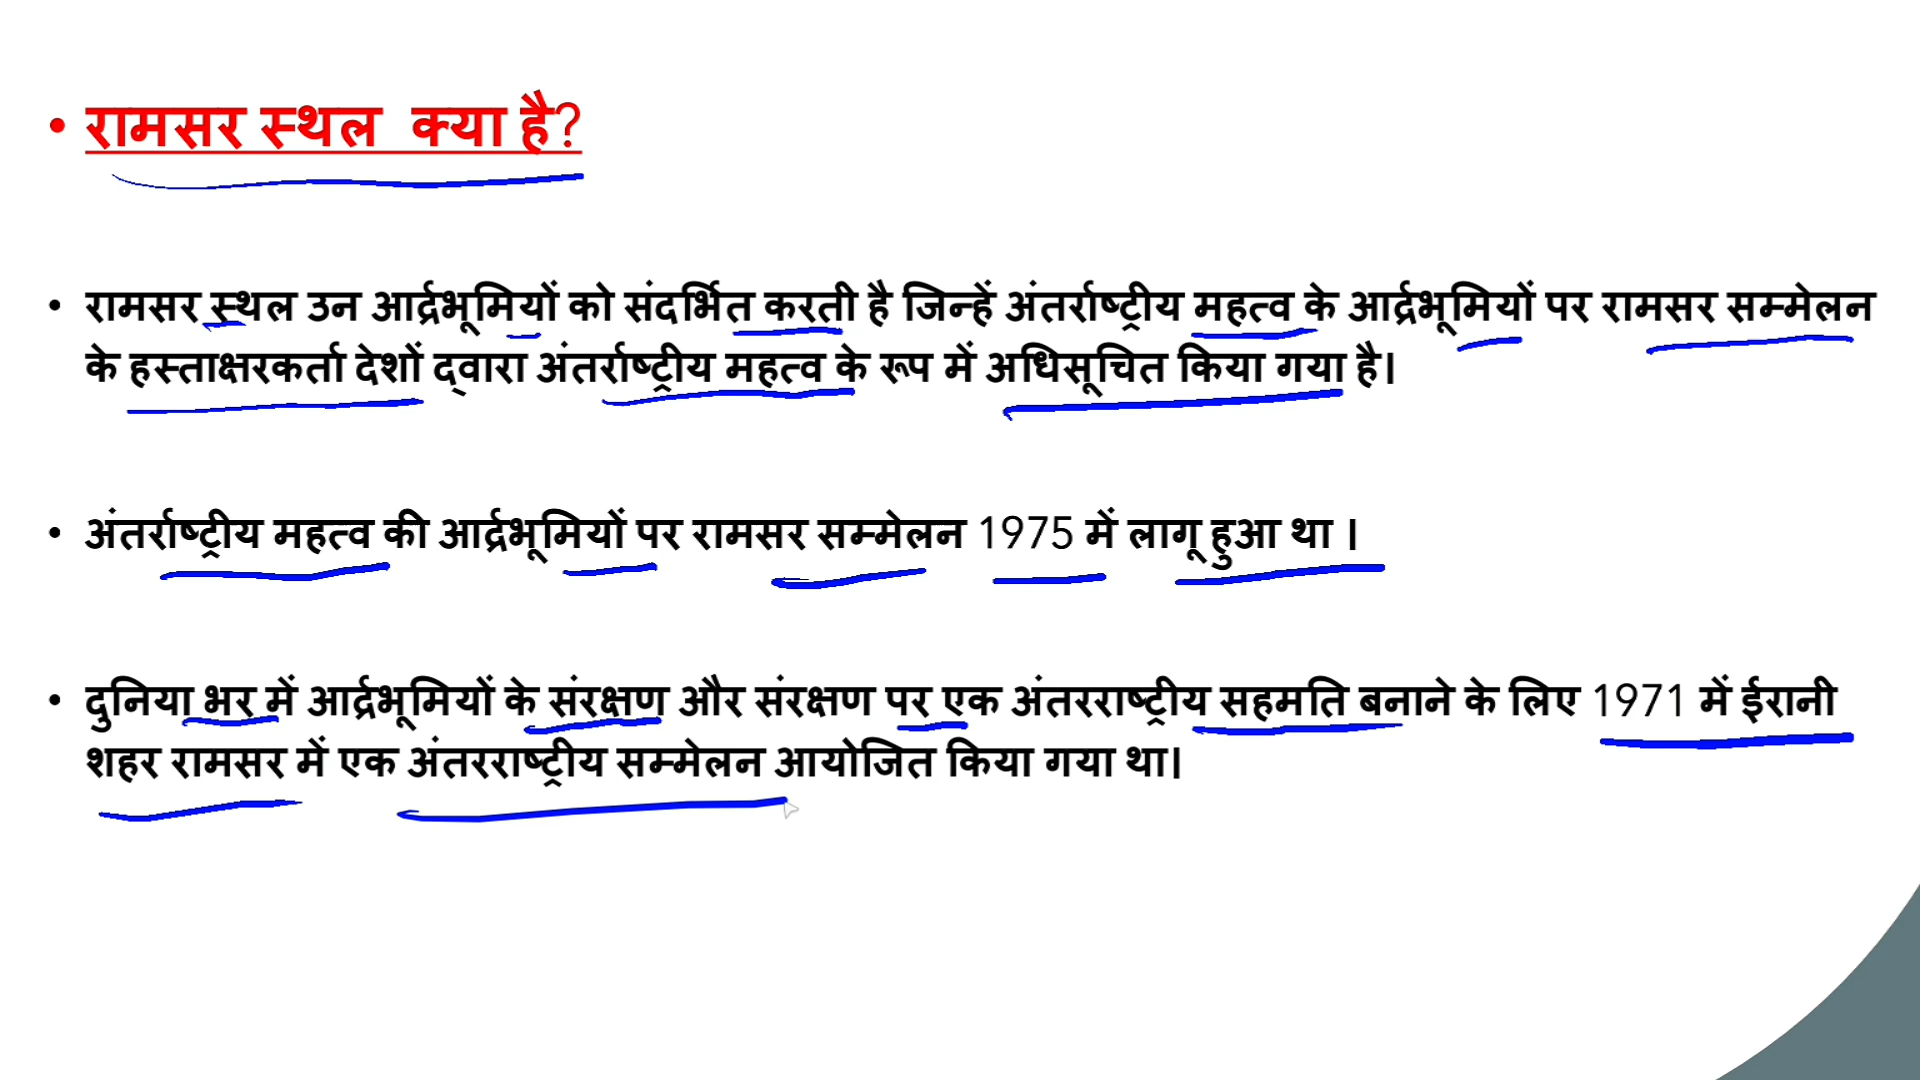 • रामसर स्थल क्या है?
• रामसर स्थल उन आर्द्रभूमियों को संदर्भित करती है जिन्हें अंतर्राष्ट्रीय महत्व के आर्द्रभूमियों पर रामसर सम्मेलन
के हस्ताक्षरकर्ता देशों द्वारा अंतर्राष्ट्रीय महत्व के रूप में अधिसूचित किया गया है।
• अंतर्राष्ट्रीय महत्व की आर्द्रभूमियों पर रामसर सम्मेलन 1975 में लागू हुआ था ।
• दुनिया भर में आर्द्रभूमियों के संरक्षण और संरक्षण पर एक अंतरराष्ट्रीय सहमति बनाने के लिए 1971 में ईरानी
शहर रामसर में एक अंतरराष्ट्रीय सम्मेलन आयोजित किया गया था।